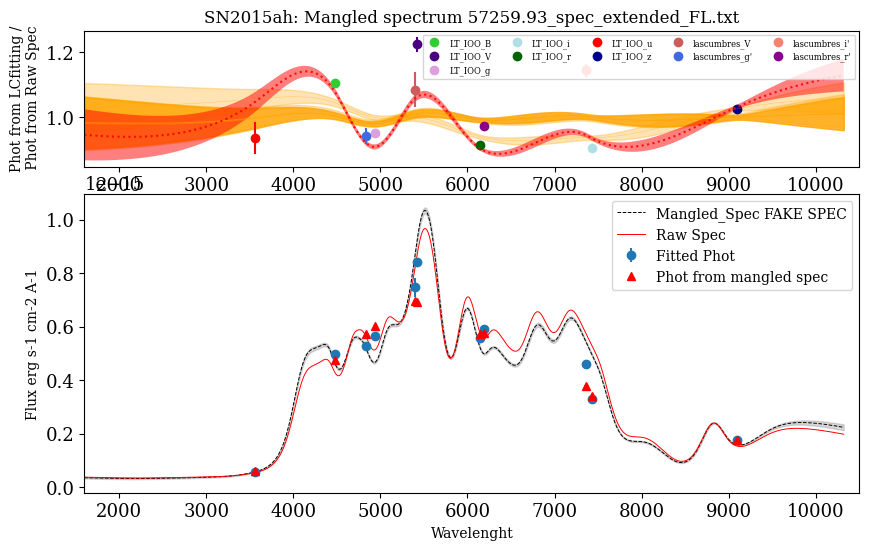 SN2015ah: Mangled spectrum 57259.93_spec_extended_FL.txt
Phot from LCfitting /
Phot from Raw Spec
1.2
1.0
LT_IOO_B LT_IOO_i LT_IOO_u lascumbres_V lascumbres_i'
LT_IOO_V LT_IOO_r LT_IOO_z lascumbres_g' lascumbres_r'
LT_IOO_g
2000 3000 4000 5000 6000 7000 8000 9000 10000
1e−15
Flux erg s-1 cm-2 A-1
1.0
0.8
0.6
0.4
0.2
0.0
Mangled_Spec FAKE SPEC
Raw Spec
Fitted Phot
Phot from mangled spec
2000 3000 4000 5000 6000 7000 8000 9000 10000
Wavelenght